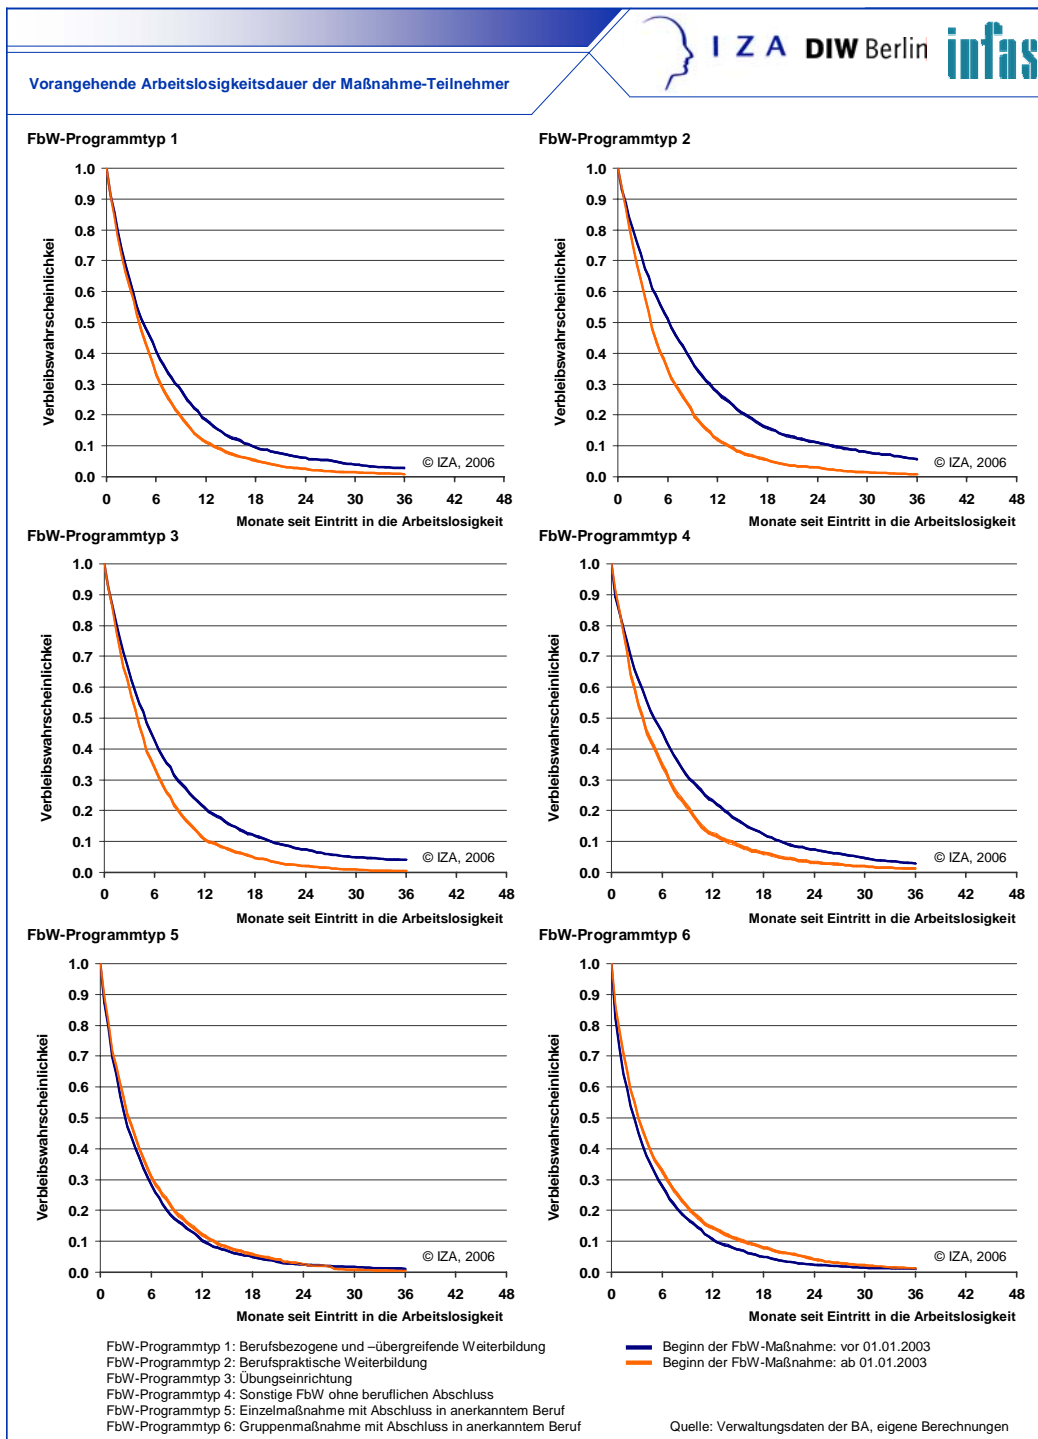 IZA DIW Berlin infas
Vorangehende Arbeitslosigkeitsdauer der Maßnahme-Teilnehmer
FbW-Programmtyp 1
Verbleibswahrscheinlichkei
1.0
0.9
0.8
0.7
0.6
0.5
0.4
0.3
0.2
0.1
0.0
© IZA, 2006
0 6 12 18 24 30 36 42 48
Monate seit Eintritt in die Arbeitslosigkeit
FbW-Programmtyp 2
Verbleibswahrscheinlichkei
1.0
0.9
0.8
0.7
0.6
0.5
0.4
0.3
0.2
0.1
0.0
© IZA, 2006
0 6 12 18 24 30 36 42 48
Monate seit Eintritt in die Arbeitslosigkeit
FbW-Programmtyp 3
Verbleibswahrscheinlichkei
1.0
0.9
0.8
0.7
0.6
0.5
0.4
0.3
0.2
0.1
0.0
© IZA, 2006
0 6 12 18 24 30 36 42 48
Monate seit Eintritt in die Arbeitslosigkeit
FbW-Programmtyp 4
Verbleibswahrscheinlichkei
1.0
0.9
0.8
0.7
0.6
0.5
0.4
0.3
0.2
0.1
0.0
© IZA, 2006
0 6 12 18 24 30 36 42 48
Monate seit Eintritt in die Arbeitslosigkeit
FbW-Programmtyp 5
Verbleibswahrscheinlichkei
1.0
0.9
0.8
0.7
0.6
0.5
0.4
0.3
0.2
0.1
0.0
© IZA, 2006
0 6 12 18 24 30 36 42 48
Monate seit Eintritt in die Arbeitslosigkeit
FbW-Programmtyp 6
Verbleibswahrscheinlichkei
1.0
0.9
0.8
0.7
0.6
0.5
0.4
0.3
0.2
0.1
0.0
© IZA, 2006
0 6 12 18 24 30 36 42 48
Monate seit Eintritt in die Arbeitslosigkeit
FbW-Programmtyp 1: Berufsbezogene und –übergreifende Weiterbildung
FbW-Programmtyp 2: Berufspraktische Weiterbildung
FbW-Programmtyp 3: Übungseinrichtung
FbW-Programmtyp 4: Sonstige FbW ohne beruflichen Abschluss
FbW-Programmtyp 5: Einzelmaßnahme mit Abschluss in anerkanntem Beruf
FbW-Programmtyp 6: Gruppenmaßnahme mit Abschluss in anerkanntem Beruf
Beginn der FbW-Maßnahme: vor 01.01.2003
Beginn der FbW-Maßnahme: ab 01.01.2003
Quelle: Verwaltungsdaten der BA, eigene Berechnungen